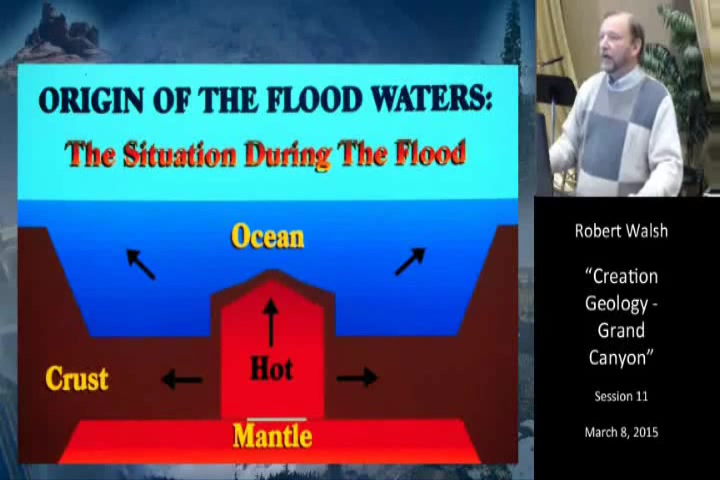 ORIGIN OF THE FLOOD WATERS:
The Situation During The Flood
Ocean
Hot
Crust
Mantle
Robert Walsh
“Creation
Geology -
Grand
Canyon”
Session 11
March 8, 2015